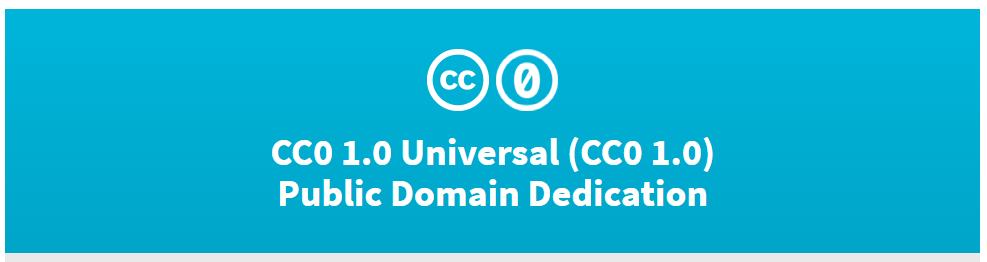 cc 0
CC0 1.0 Universal (CC0 1.0)
Public Domain Dedication